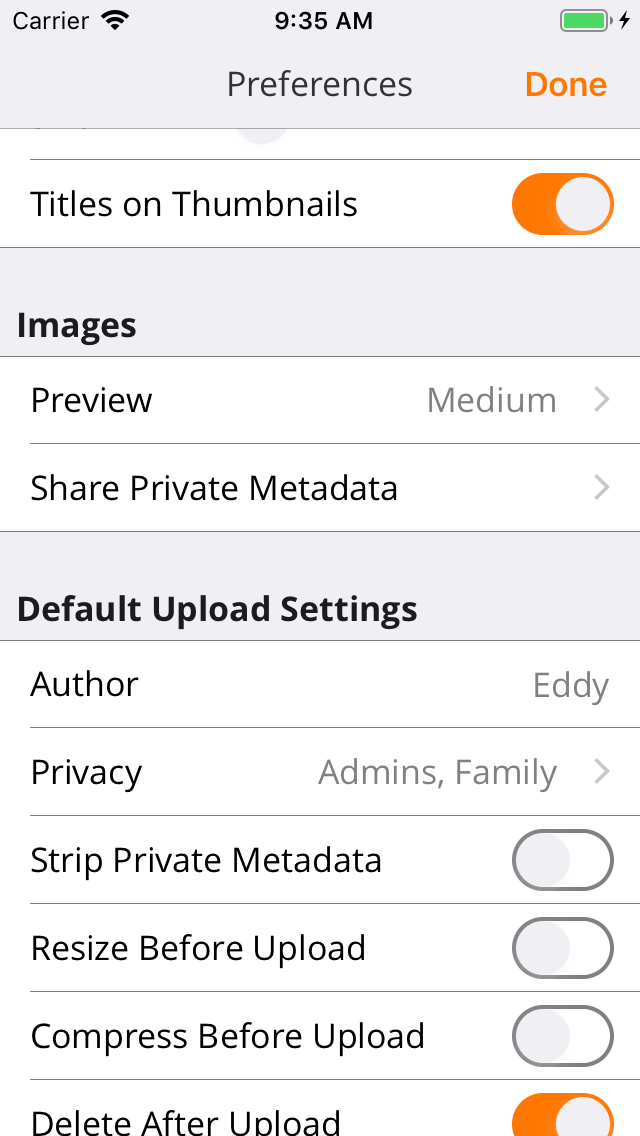 Carrier 9:35 AM
Preferences Done
Titles on Thumbnails
Images
Preview Medium
Share Private Metadata
Default Upload Settings
Author Eddy
Privacy Admins, Family
Strip Private Metadata
Resize Before Upload
Compress Before Upload
Delete After Upload